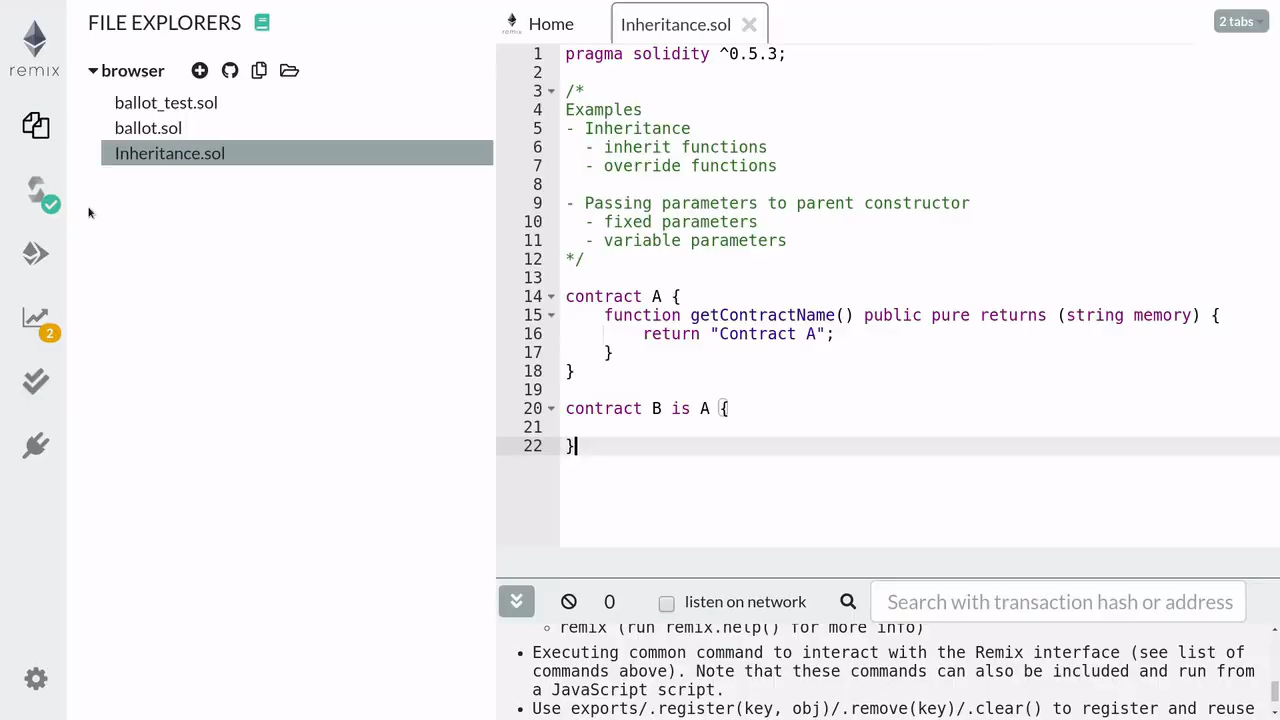 remix
FILE EXPLORERS
browser
ballot_test.sol
ballot.sol
Inheritance.sol
2
remix
Home
Inheritance.sol
2 tabs
1 pragma solidity ^0.5.3;
2
3 /*
4 Examples
5 - Inheritance
6   - inherit functions
7   - override functions
8
9 - Passing parameters to parent constructor
10   - fixed parameters
11   - variable parameters
12 */
13
14 contract A {
15     function getContractName() public pure returns (string memory) {
16         return "Contract A";
17     }
18 }
19
20 contract B is A {
21
22 }
0
listen on network
Search with transaction hash or address
remix (run remix.help() for more info)
Executing common command to interact with the Remix interface (see list of
commands above). Note that these commands can also be included and run from
a JavaScript script.
Use exports/.register(key, obj)/.remove(key)/.clear() to register and reuse